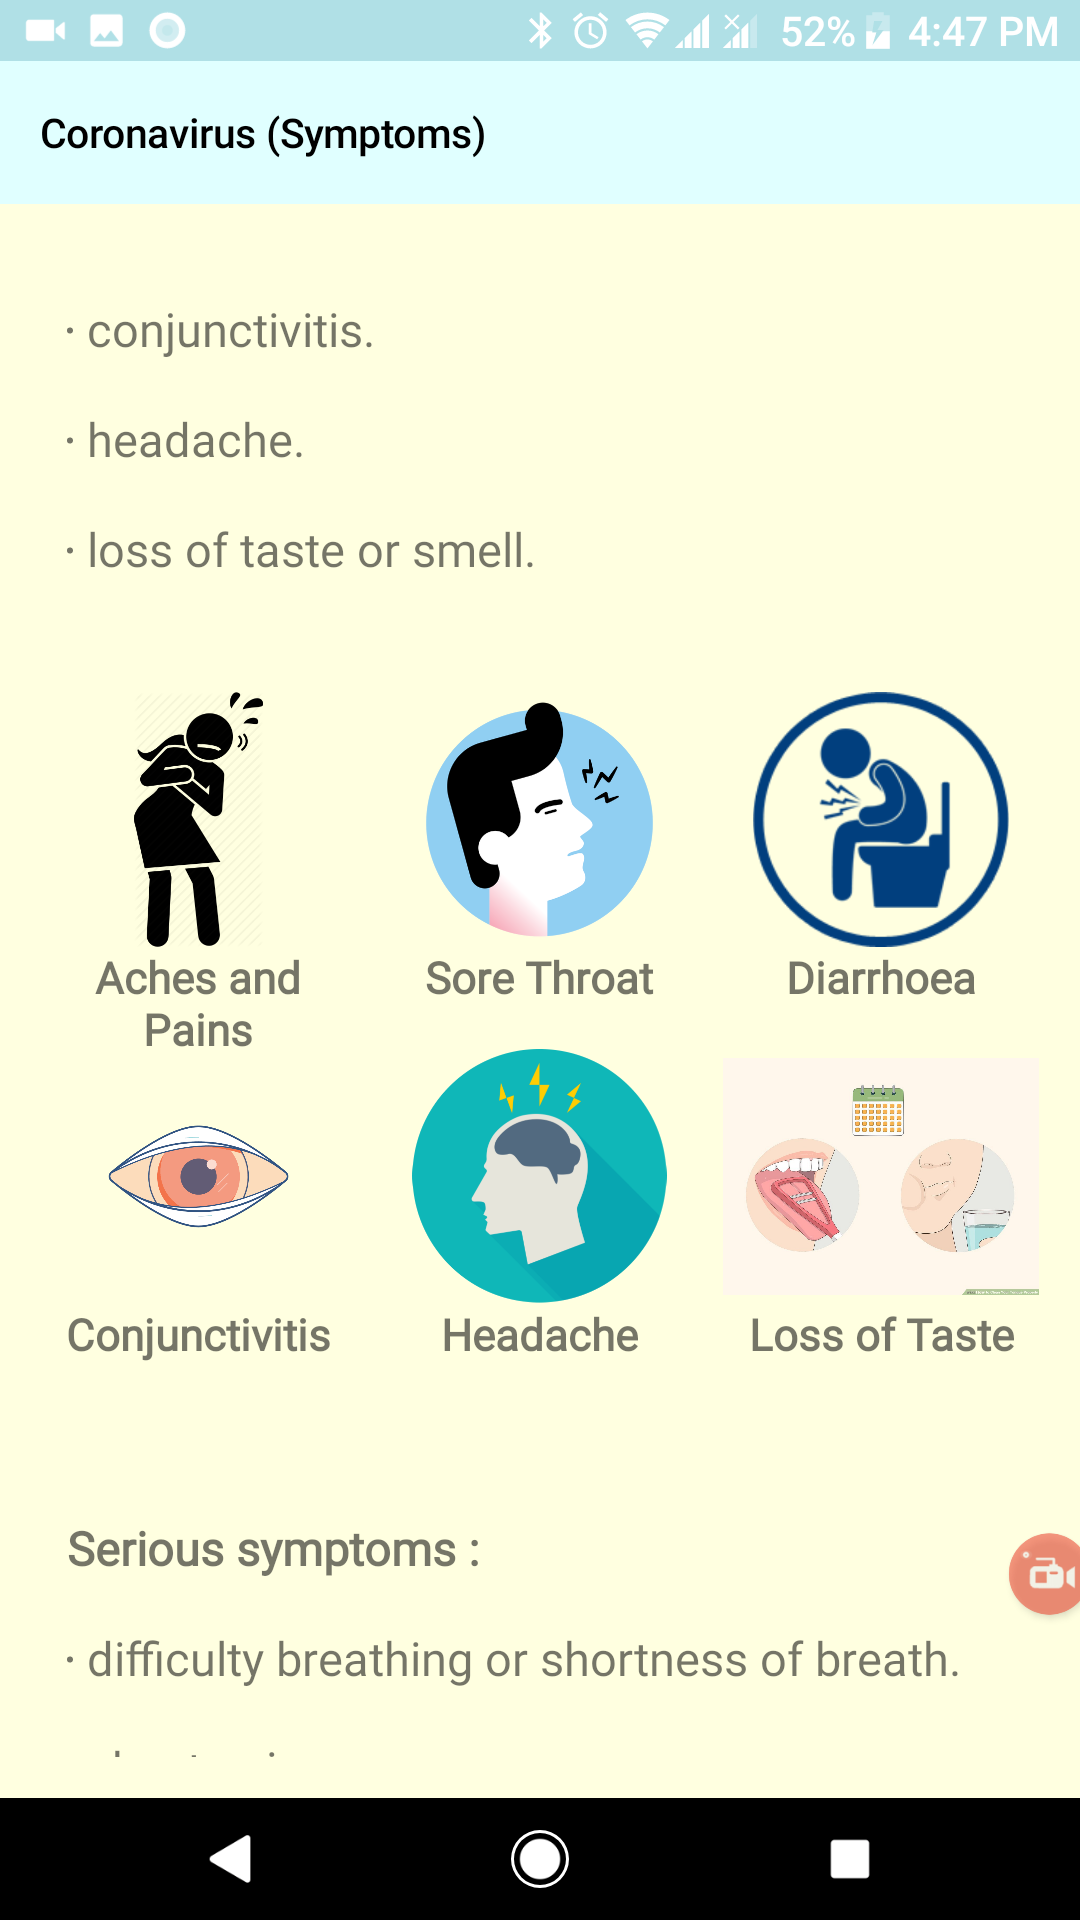 52% 4:47 PM
Coronavirus (Symptoms)
· conjunctivitis.
· headache.
· loss of taste or smell.
Aches and
Pains
Sore Throat
Diarrhoea
Conjunctivitis
Headache
Loss of Taste
Serious symptoms :
· difficulty breathing or shortness of breath.